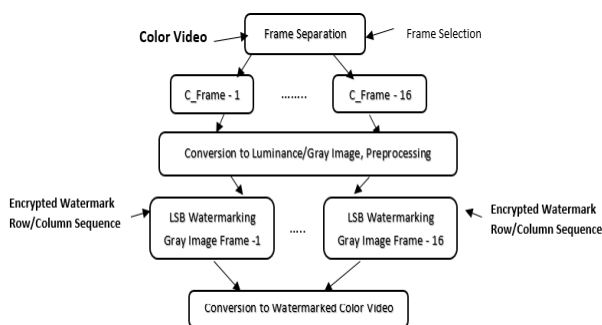 Color Video
Frame Separation
Frame Selection
C_Frame - 1
........
C_Frame - 16
Conversion to Luminance/Gray Image, Preprocessing
Encrypted Watermark
Row/Column Sequence
LSB Watermarking
Gray Image Frame -1
.....
LSB Watermarking
Gray Image Frame - 16
Encrypted Watermark
Row/Column Sequence
Conversion to Watermarked Color Video